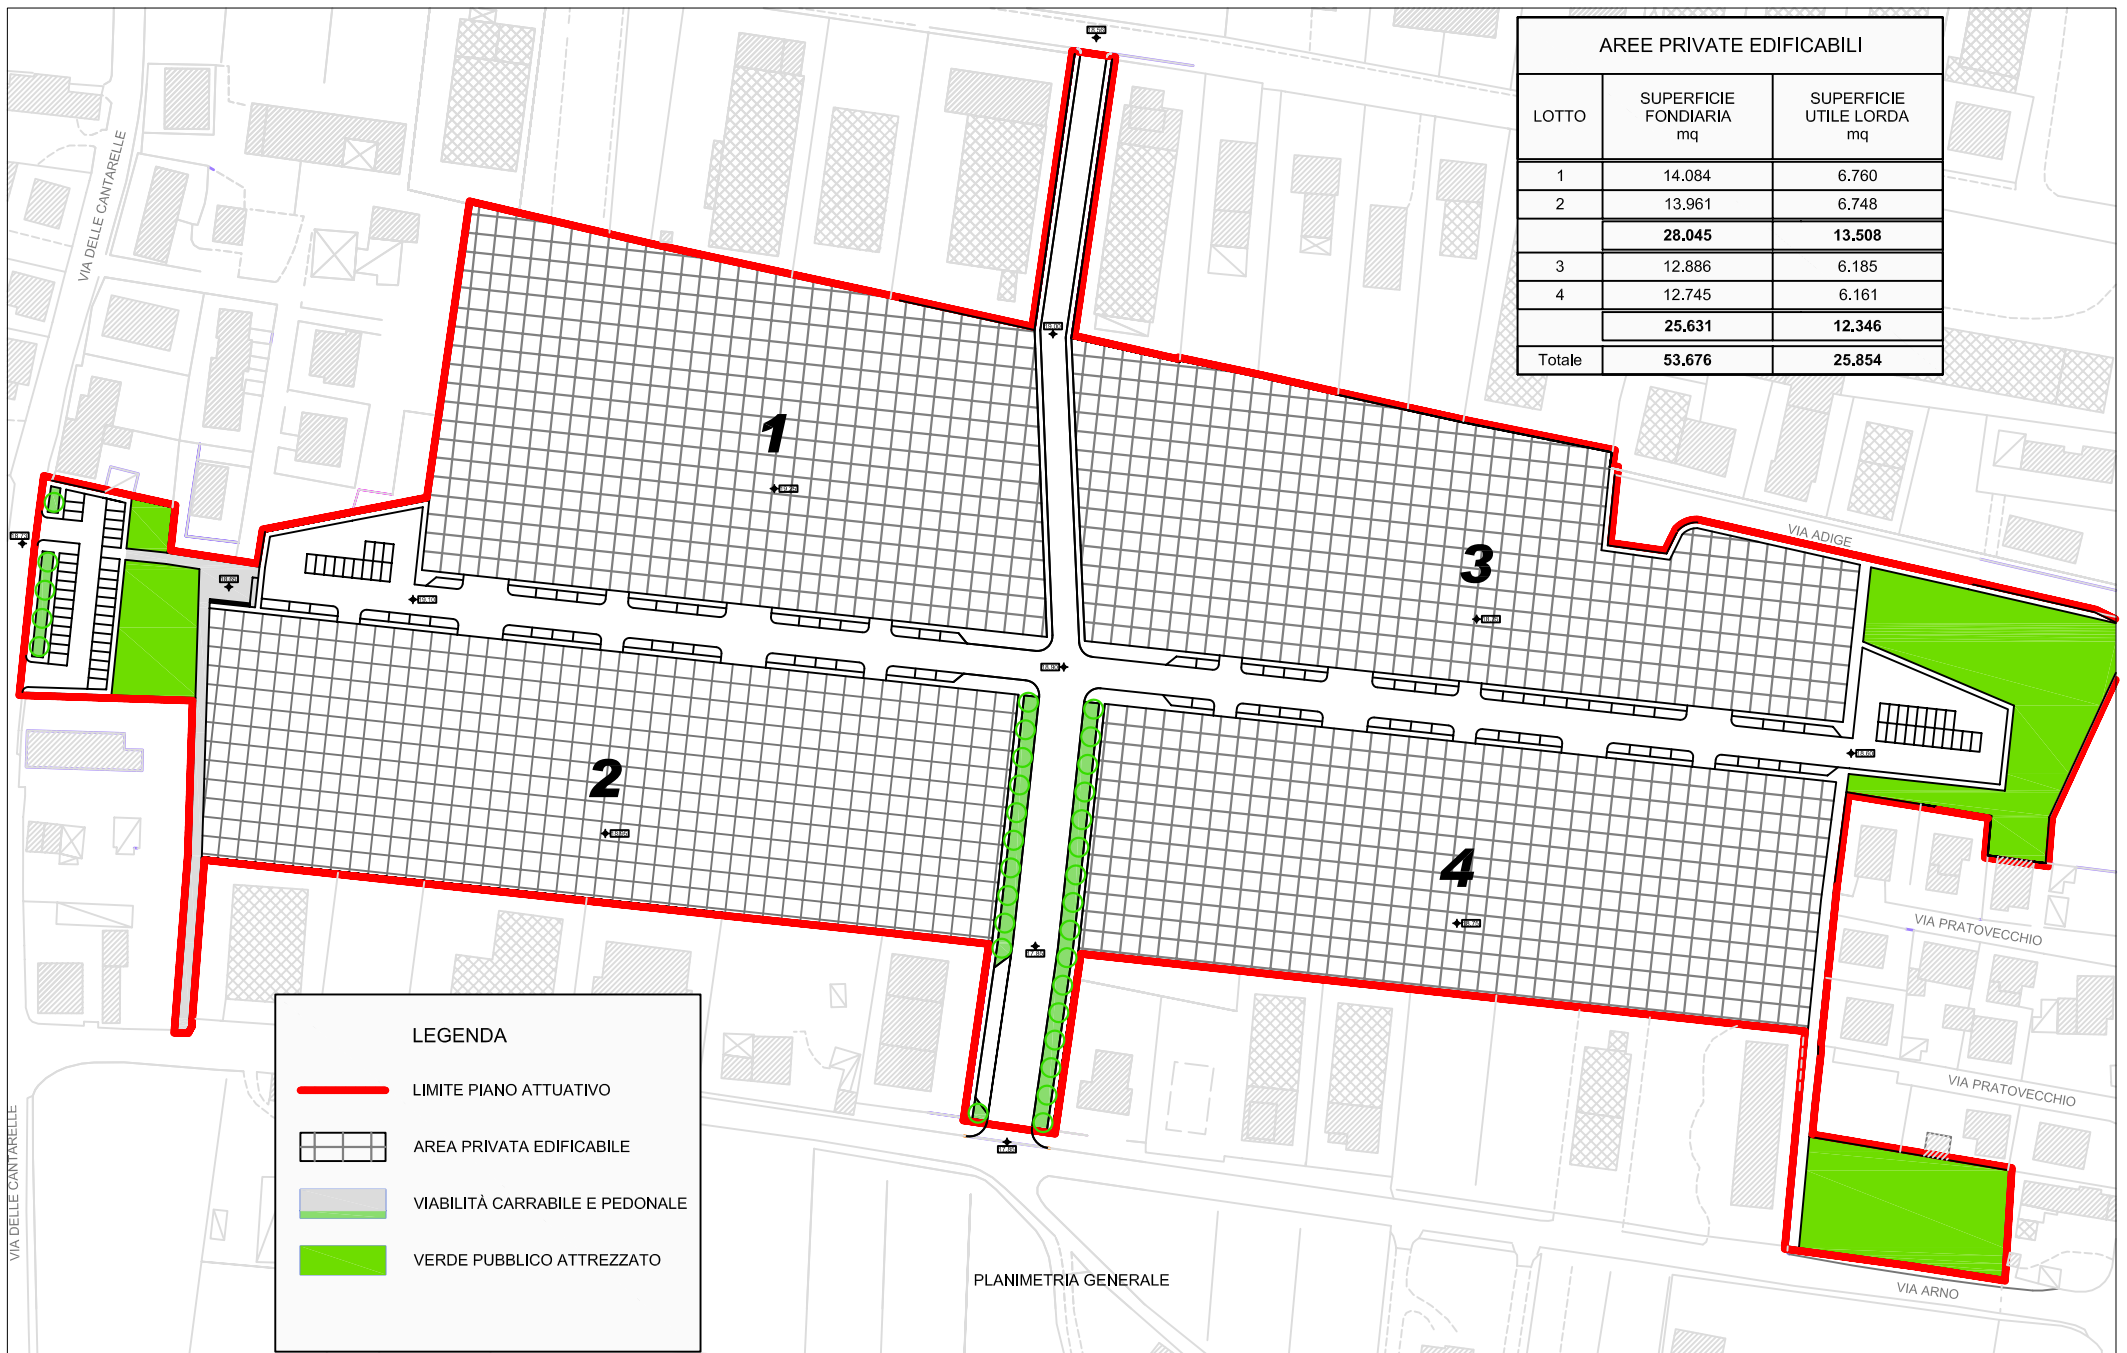 AREE PRIVATE EDIFICABILI
LOTTO SUPERFICIE FONDIARIA mq SUPERFICIE UTILE LORDA mq
1 14.084 6.760
2 13.961 6.748
28.045 13.508
3 12.886 6.185
4 12.745 6.161
25.631 12.346
Totale 53.676 25.854
VIA DELLE CANTARELLE
1
2
3
4
VIA ADIGE
VIA PRATOVECCHIO
VIA PRATOVECCHIO
VIA ARNO
VIA DELLE CANTARELLE
LEGENDA
LIMITE PIANO ATTUATIVO
AREA PRIVATA EDIFICABILE
VIABILITÀ CARRABILE E PEDONALE
VERDE PUBBLICO ATTREZZATO
PLANIMETRIA GENERALE